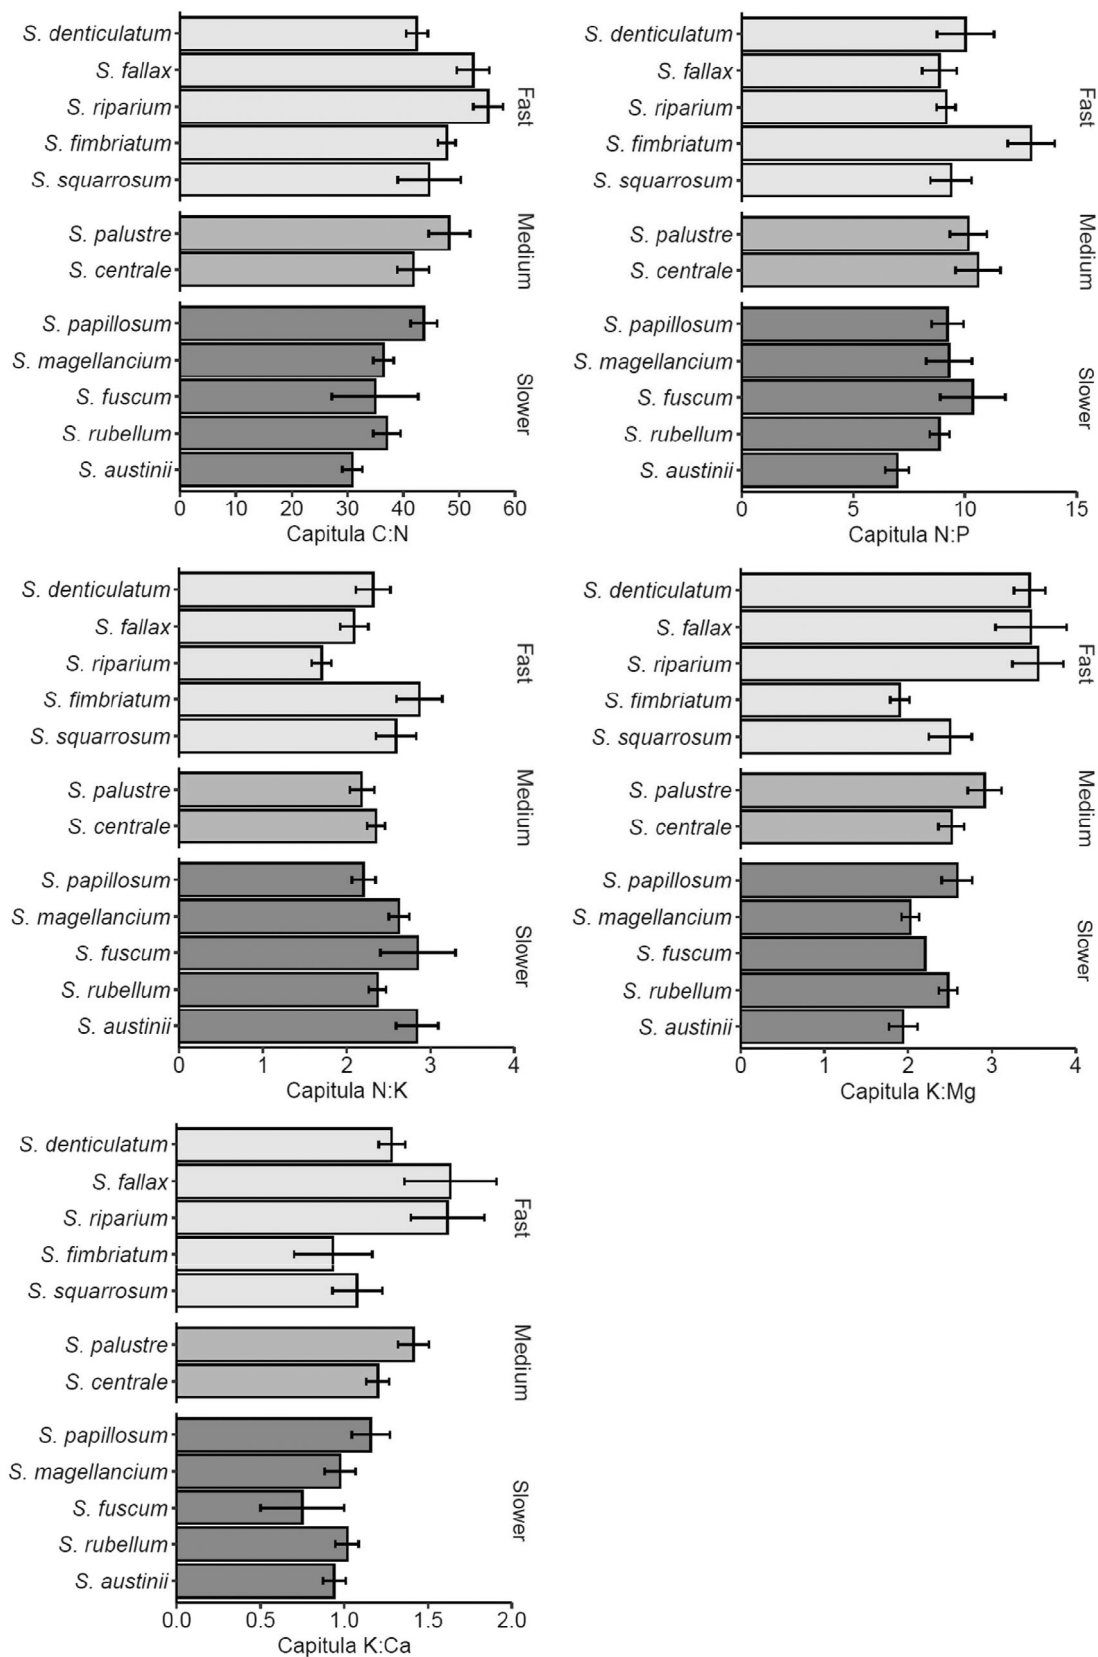 S. denticulatum
S. fallax
S. riparium
S. fimbriatum
S. squarrosum
Fast
S. palustre
S. centrale
Medium
S. papillosum
S. magellancium
S. fuscum
S. rubellum
S. austinii
Slower
0 10 20 30 40 50 60
Capitula C:N
S. denticulatum
S. fallax
S. riparium
S. fimbriatum
S. squarrosum
Fast
S. palustre
S. centrale
Medium
S. papillosum
S. magellancium
S. fuscum
S. rubellum
S. austinii
Slower
0 5 10 15
Capitula N:P
S. denticulatum
S. fallax
S. riparium
S. fimbriatum
S. squarrosum
Fast
S. palustre
S. centrale
Medium
S. papillosum
S. magellancium
S. fuscum
S. rubellum
S. austinii
Slower
0 1 2 3 4
Capitula N:K
S. denticulatum
S. fallax
S. riparium
S. fimbriatum
S. squarrosum
Fast
S. palustre
S. centrale
Medium
S. papillosum
S. magellancium
S. fuscum
S. rubellum
S. austinii
Slower
0 1 2 3 4
Capitula K:Mg
S. denticulatum
S. fallax
S. riparium
S. fimbriatum
S. squarrosum
Fast
S. palustre
S. centrale
Medium
S. papillosum
S. magellancium
S. fuscum
S. rubellum
S. austinii
Slower
0.0 0.5 1.0 1.5 2.0
Capitula K:Ca